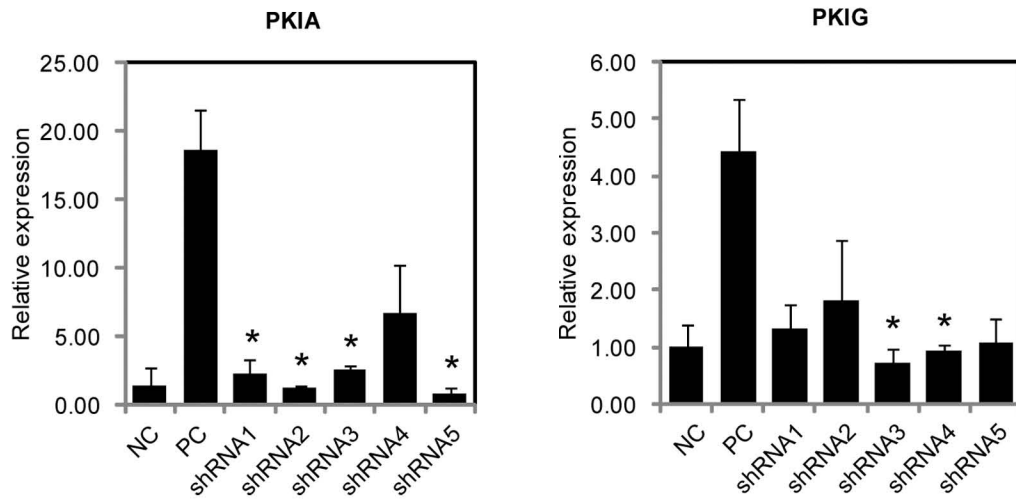 PKIA
Relative expression
25.00
20.00
15.00
10.00
5.00
0.00
*
*
*
*
NC
PC
shRNA1
shRNA2
shRNA3
shRNA4
shRNA5
PKIG
Relative expression
6.00
5.00
4.00
3.00
2.00
1.00
0.00
*
*
NC
PC
shRNA1
shRNA2
shRNA3
shRNA4
shRNA5